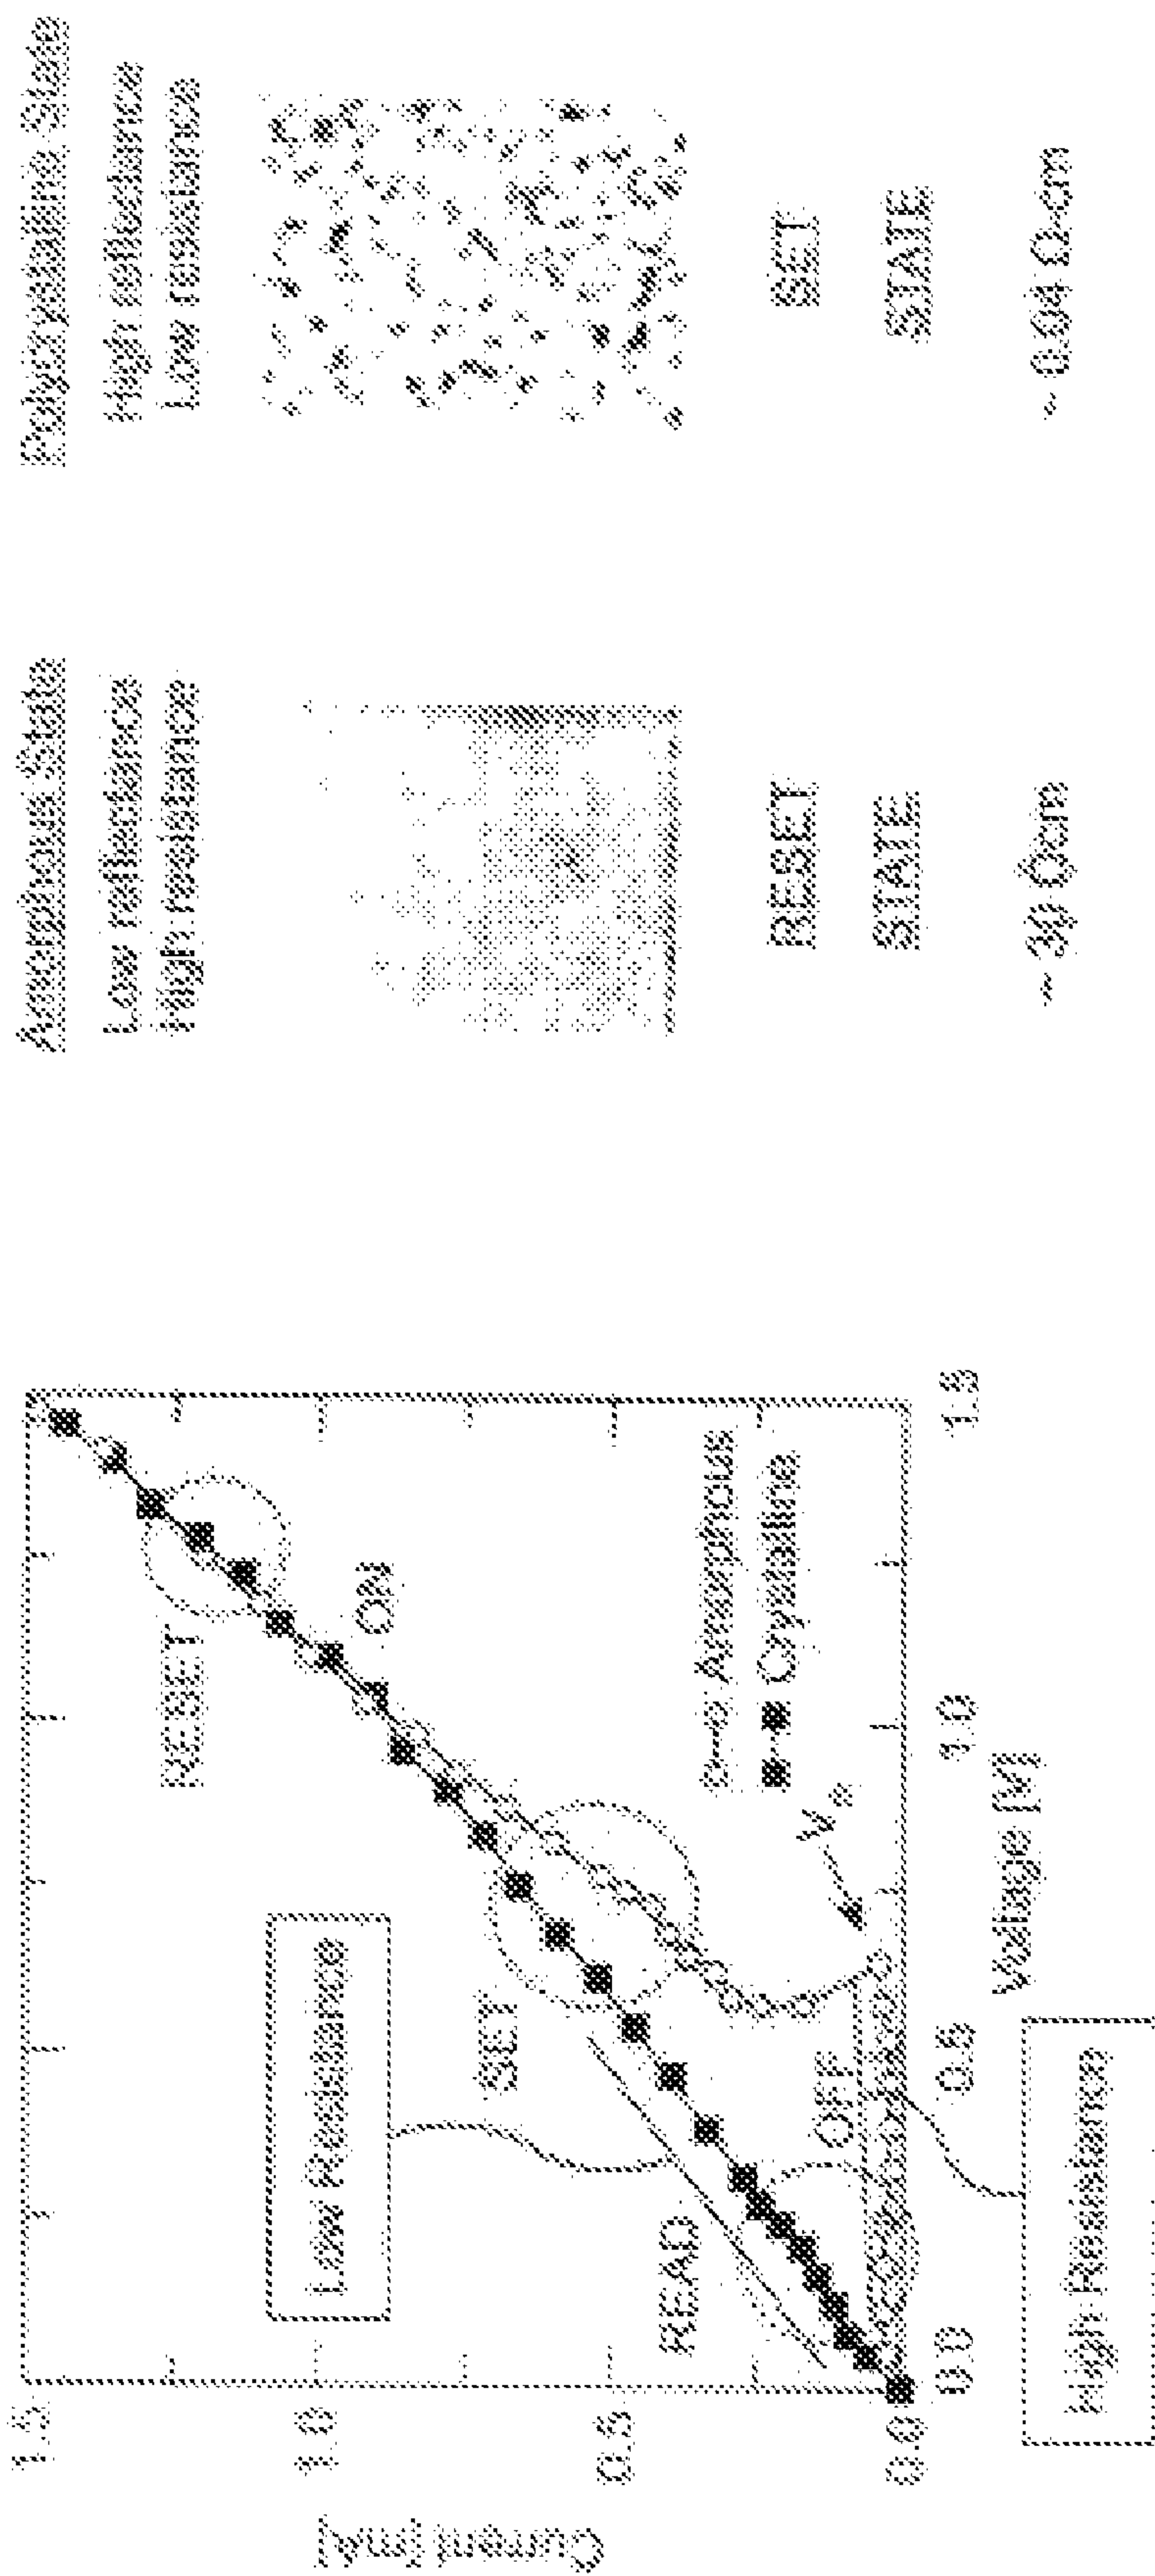 Current [mA]
1.5
1.0
0.5
0.0
0.0
0.5
1.0
1.5
Voltage [V]
Low Resistance
High Resistance
READ
SET
RESET
OFF
ON
Amorphous
Crystalline
Amorphous State
Low reflectance
High resistance
RESET
STATE
Polycrystalline State
High reflectance
Low resistance
SET
STATE
~ 0.04 Ω-cm